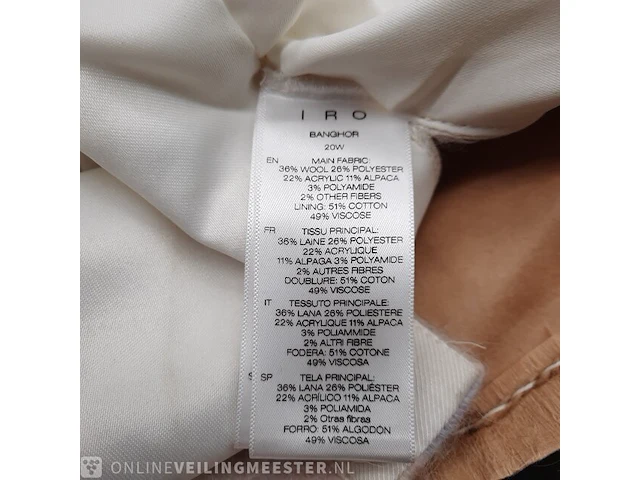 IRO
BANGHOR
20W
EN MAIN FABRIC:
36% WOOL 26% POLYESTER
22% ACRYLIC 11% ALPACA
3% POLYAMIDE
2% OTHER FIBERS
LINING: 51% COTTON
49% VISCOSE
FR TISSU PRINCIPAL:
36% LAINE 26% POLYESTER
22% ACRYLIQUE
11% ALPAGA 3% POLYAMIDE
2% AUTRES FIBRES
DOUBLURE: 51% COTON
49% VISCOSE
IT TESSUTO PRINCIPALE:
36% LANA 26% POLIESTERE
22% ACRYLIQUE 11% ALPACA
3% POLIAMMIDE
2% ALTRI FIBRE
FODERA: 51% COTONE
49% VISCOSA
SP TELA PRINCIPAL:
36% LANA 26% POLIÉSTER
22% ACRÍLICO 11% ALPACA
3% POLIAMIDA
2% Otras fibras
FORRO: 51% ALGODÓN
49% VISCOSA
ONLINEVEILINGMEESTER.NL